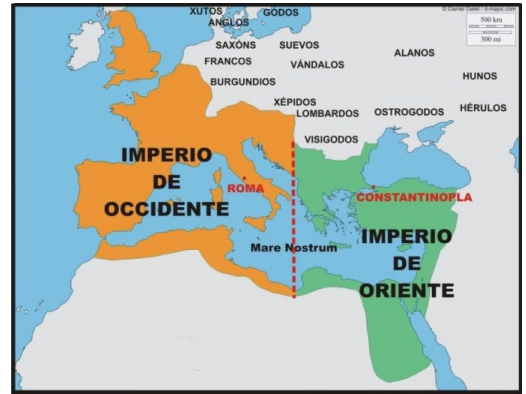 © Daniel Dalet / d-maps.com
500 km
300 mi
XUTOS
GODOS
ANGLOS
SAXÓNS
SUEVOS
FRANCOS
VÁNDALOS
ALANOS
BURGUNDIOS
HUNOS
XÉPIDOS
LOMBARDOS
OSTROGODOS
HÉRULOS
VISIGODOS
IMPERIO
DE
OCCIDENTE
ROMA
CONSTANTINOPLA
Mare Nostrum
IMPERIO
DE
ORIENTE